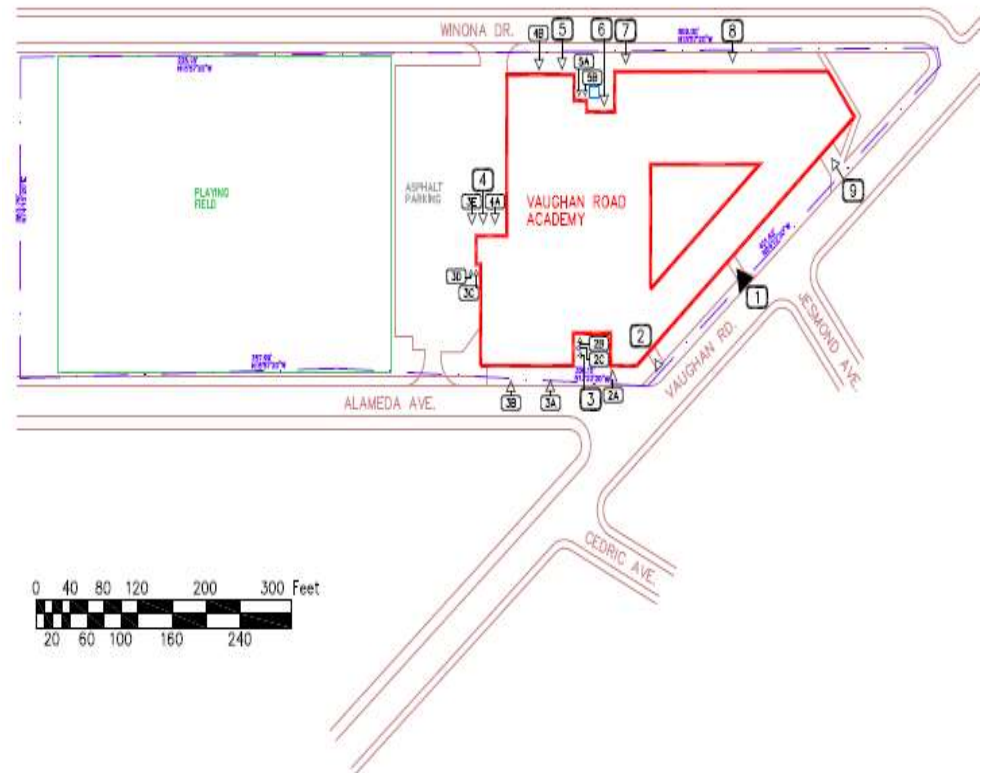 WINONA DR.
4B
5
6
7
8
5A
5B
PLAYING
FIELD
ASPHALT
PARKING
4
3E
4A
VAUGHAN ROAD
ACADEMY
9
3D
3C
1
2
2B
2C
3B
3A
3
2A
ALAMEDA AVE.
VAUGHAN RD.
JESMOND AVE.
CEDRIC AVE.
0 40 80 120 200 300 Feet
20 60 100 160 240